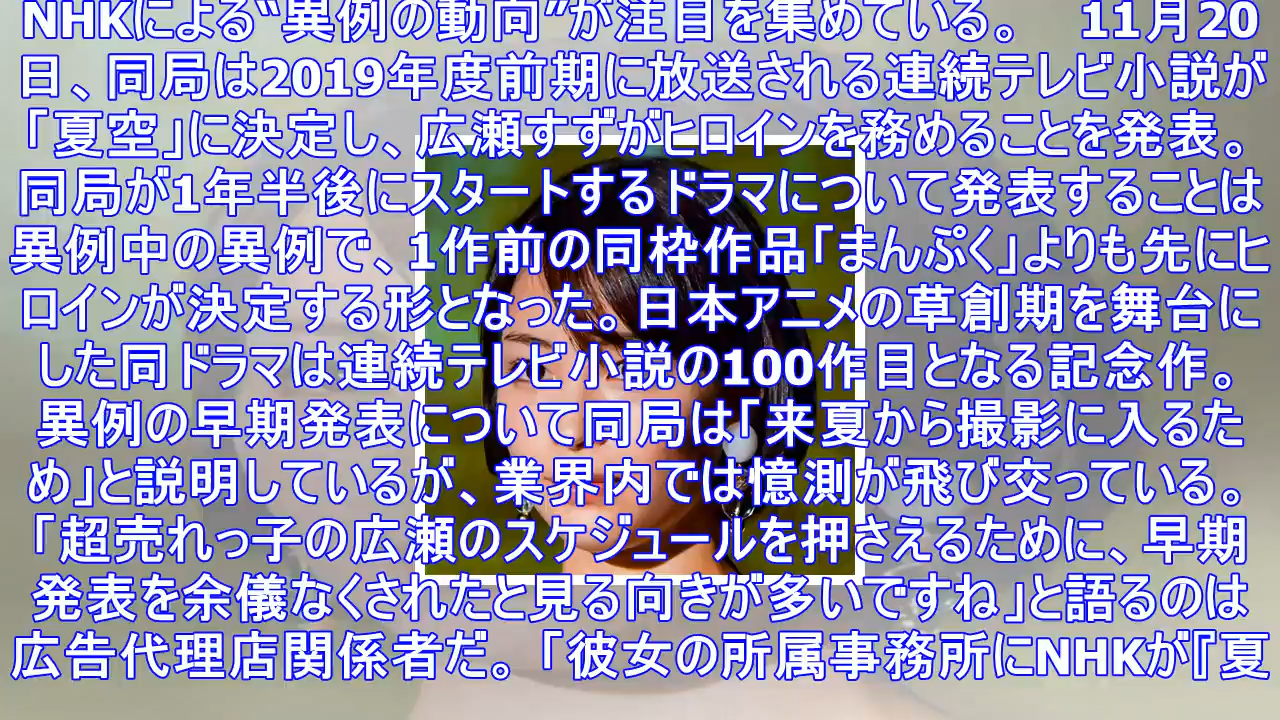 NHKによる“異例の動向”が注目を集めている。　11月20
日、同局は2019年度前期に放送される連続テレビ小説が
「夏空」に決定し、広瀬すずがヒロインを務めることを発表。
同局が1年半後にスタートするドラマについて発表することは
異例中の異例で、1作前の同枠作品「まんぷく」よりも先にヒ
ロインが決定する形となった。日本アニメの草創期を舞台に
した同ドラマは連続テレビ小説の100作目となる記念作。
異例の早期発表について同局は「来夏から撮影に入るた
め」と説明しているが、業界内では憶測が飛び交っている。
「超売れっ子の広瀬のスケジュールを押さえるために、早期
発表を余儀なくされたと見る向きが多いですね」と語るのは
広告代理店関係者だ。「彼女の所属事務所にNHKが『夏